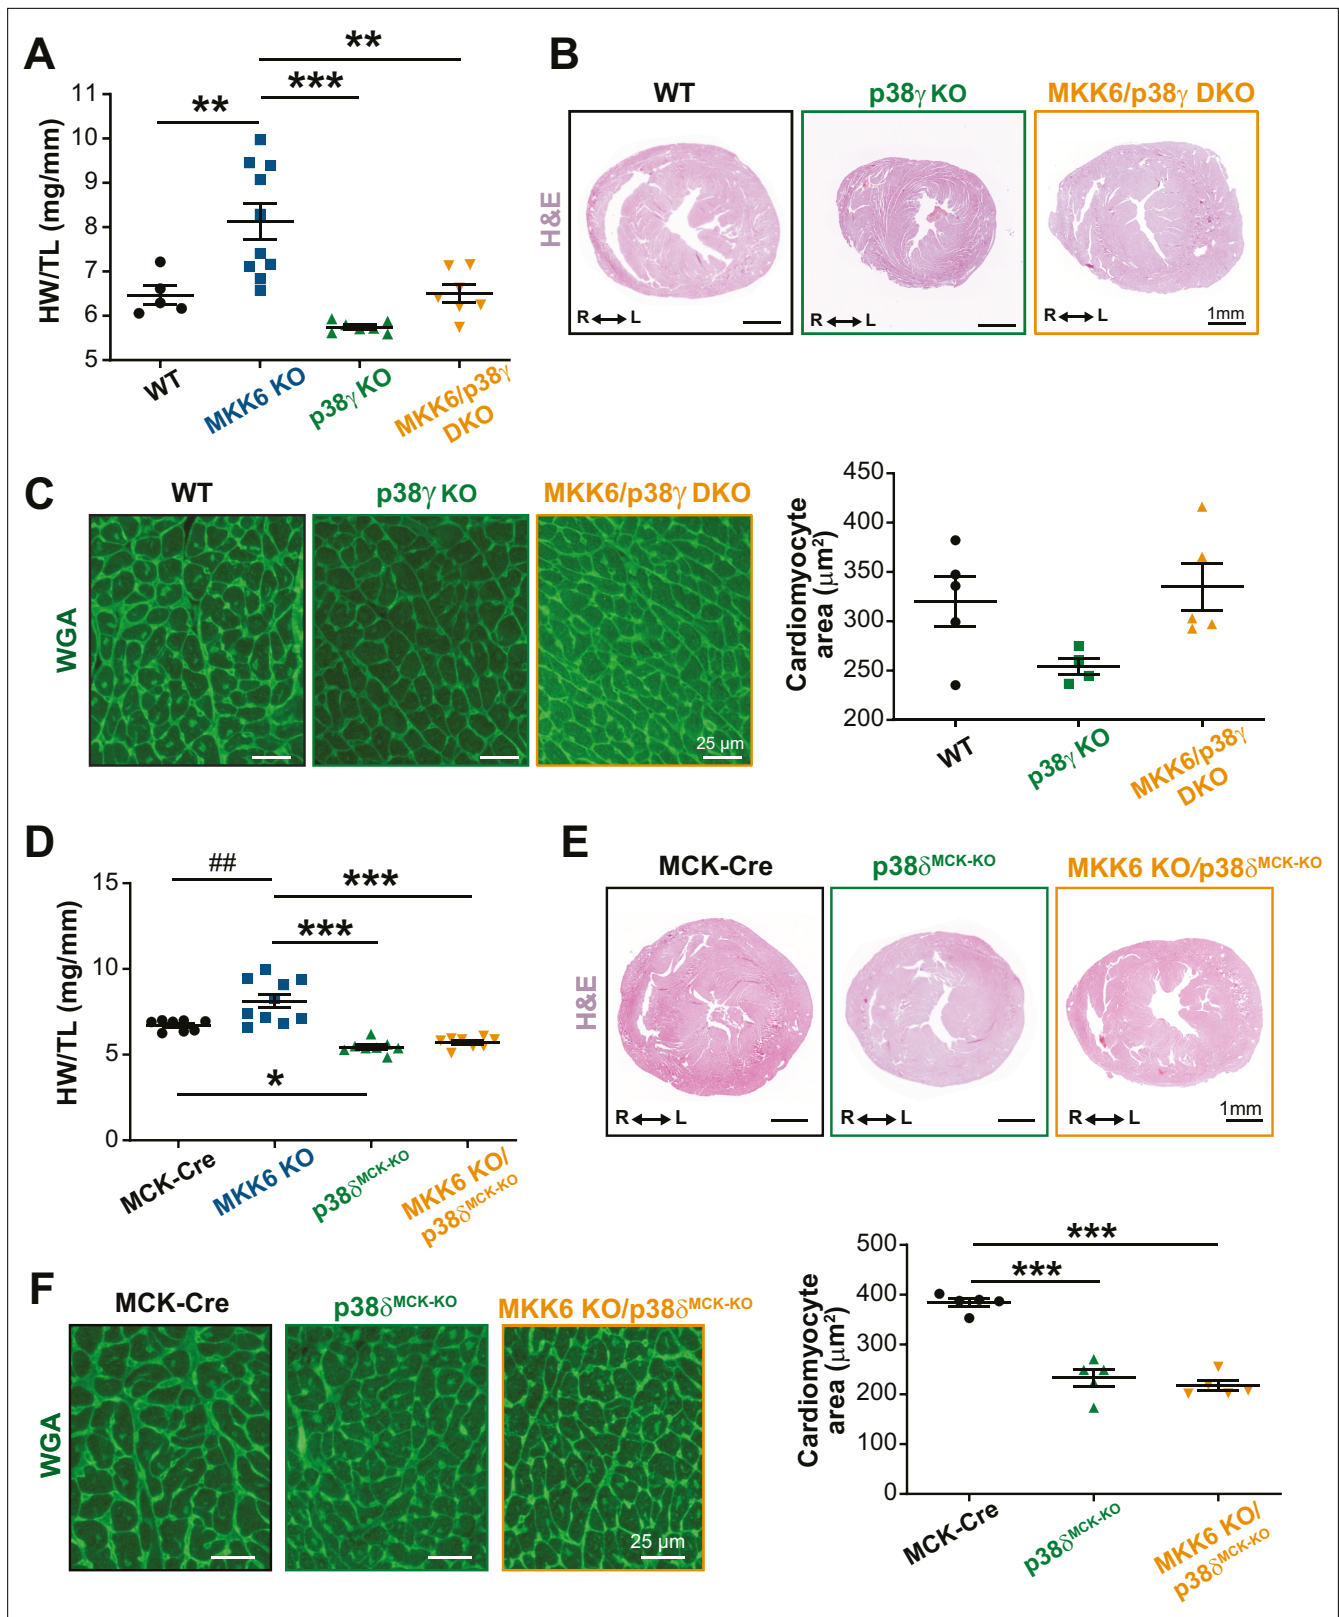 A
**
***
**
11
10
9
8
7
6
5
HW/TL (mg/mm)
WT
MKK6 KO
p38γ KO
MKK6/p38γ
DKO
B
WT
p38γ KO
MKK6/p38γ DKO
H&E
R L
R L
R L
1mm
C
WT
p38γ KO
MKK6/p38γ DKO
WGA
25 μm
Cardiomyocyte
area (μm²)
450
400
350
300
250
200
WT
p38γ KO
MKK6/p38γ
DKO
D
##
***
***
*
15
10
5
0
HW/TL (mg/mm)
MCK-Cre
MKK6 KO
p38δMCK-KO
MKK6 KO/
p38δMCK-KO
E
MCK-Cre
p38δMCK-KO
MKK6 KO/p38δMCK-KO
H&E
R L
R L
R L
1mm
F
MCK-Cre
p38δMCK-KO
MKK6 KO/p38δMCK-KO
WGA
25 μm
Cardiomyocyte
area (μm²)
500
400
300
200
100
0
***
***
MCK-Cre
p38δMCK-KO
MKK6 KO/
p38δMCK-KO